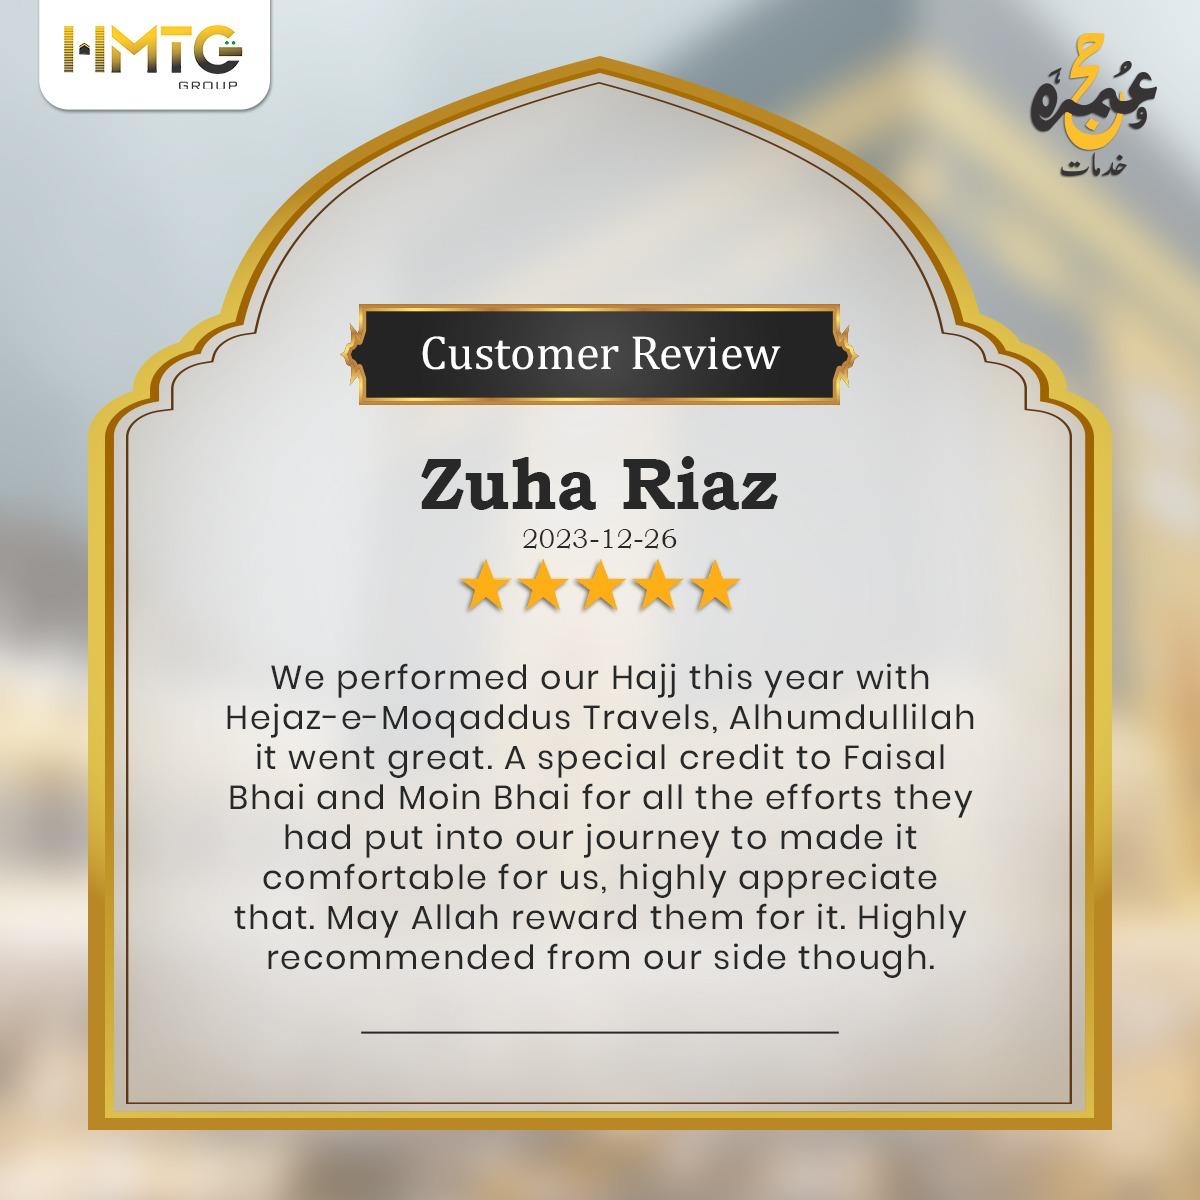 HMTG
GROUP
حج
و عُمرہ
خدمات
Customer Review
Zuha Riaz
2023-12-26
We performed our Hajj this year with
Hejaz-e-Moqaddus Travels, Alhumdullilah
it went great. A special credit to Faisal
Bhai and Moin Bhai for all the efforts they
had put into our journey to made it
comfortable for us, highly appreciate
that. May Allah reward them for it. Highly
recommended from our side though.